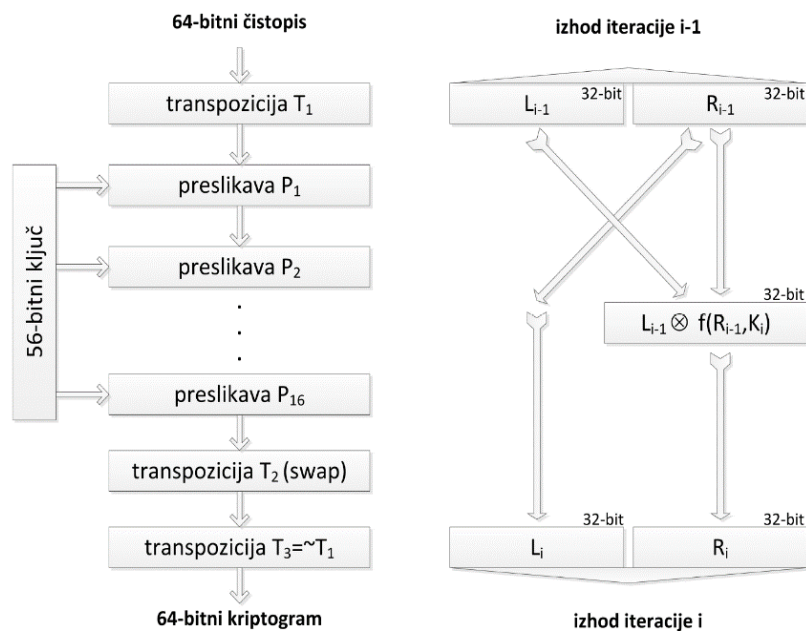 64-bitni čistopis
transpozicija T₁
preslikava P₁
preslikava P₂
.
.
.
preslikava P₁₆
transpozicija T₂ (swap)
transpozicija T₃=~T₁
64-bitni kriptogram
56-bitni ključ
izhod iteracije i-1
32-bit
32-bit
Lᵢ₋₁
Rᵢ₋₁
32-bit
Lᵢ₋₁ ⊗ f(Rᵢ₋₁,Kᵢ)
32-bit
32-bit
Lᵢ
Rᵢ
izhod iteracije i